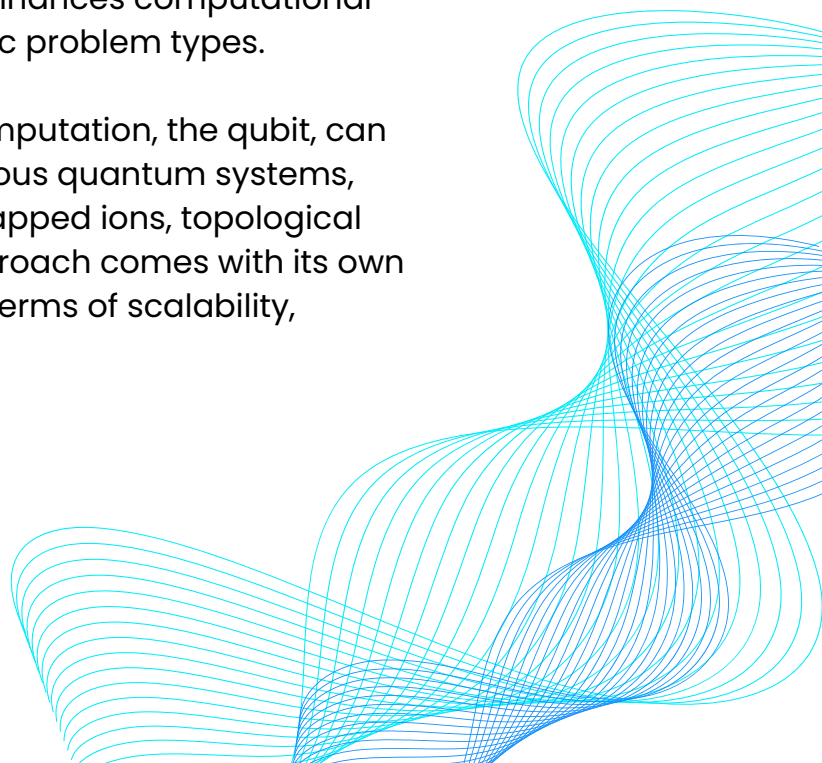 computational
c problem types.
mputation, the qubit, can
ous quantum systems,
apped ions, topological
roach comes with its own
erms of scalability,